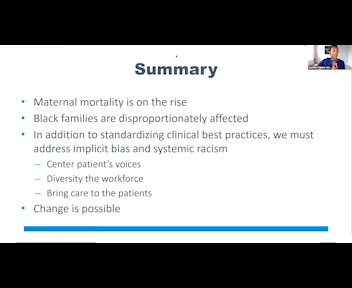 Summary
• Maternal mortality is on the rise
• Black families are disproportionately affected
• In addition to standardizing clinical best practices, we must
address implicit bias and systemic racism
– Center patient's voices
– Diversity the workforce
– Bring care to the patients
• Change is possible